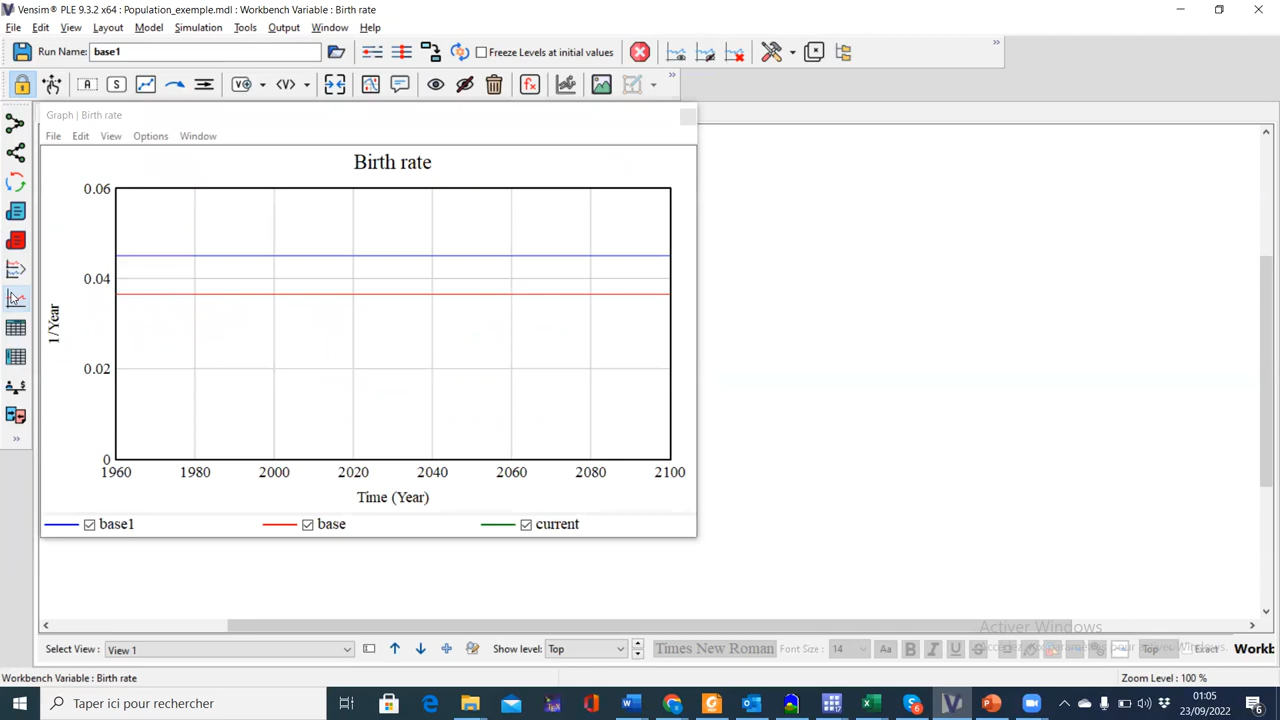 Vensim® PLE 9.3.2 x64 : Population_exemple.mdl : Workbench Variable : Birth rate
File Edit View Layout Model Simulation Tools Output Window Help
Run Name: base1 Freeze Levels at initial values
Graph | Birth rate
File Edit View Options Window
Birth rate
0.06
0.04
0.02
0
1/Year
1960 1980 2000 2020 2040 2060 2080 2100
Time (Year)
base1 base current
Activer Windows
Select View : View 1 Show level: Top Times New Roman Font Size : 14 Aa B I U S Top Exact Workb
Workbench Variable : Birth rate Zoom Level : 100 %
Taper ici pour rechercher
01:05
23/09/2022
6